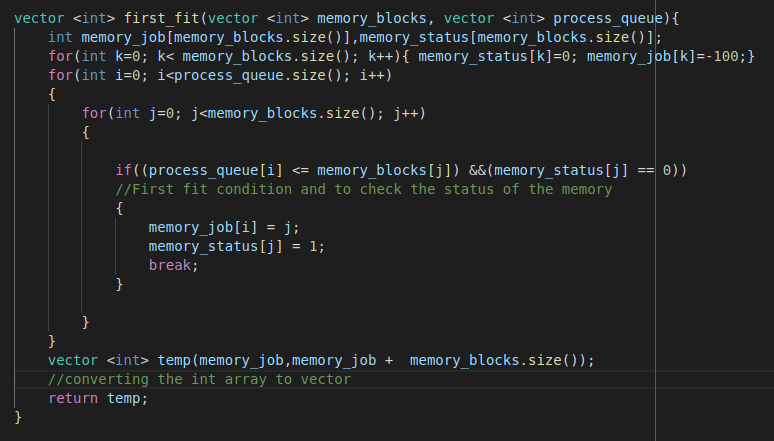 vector <int> first_fit(vector <int> memory_blocks, vector <int> process_queue){
    int memory_job[memory_blocks.size()],memory_status[memory_blocks.size()];
    for(int k=0; k< memory_blocks.size(); k++){ memory_status[k]=0; memory_job[k]=-100;}
    for(int i=0; i<process_queue.size(); i++)
    {
        for(int j=0; j<memory_blocks.size(); j++)
        {
            if((process_queue[i] <= memory_blocks[j]) &&(memory_status[j] == 0))
            //First fit condition and to check the status of the memory
            {
                memory_job[i] = j;
                memory_status[j] = 1;
                break;
            }
        }
    }
    vector <int> temp(memory_job,memory_job +  memory_blocks.size());
    //converting the int array to vector
    return temp;
}